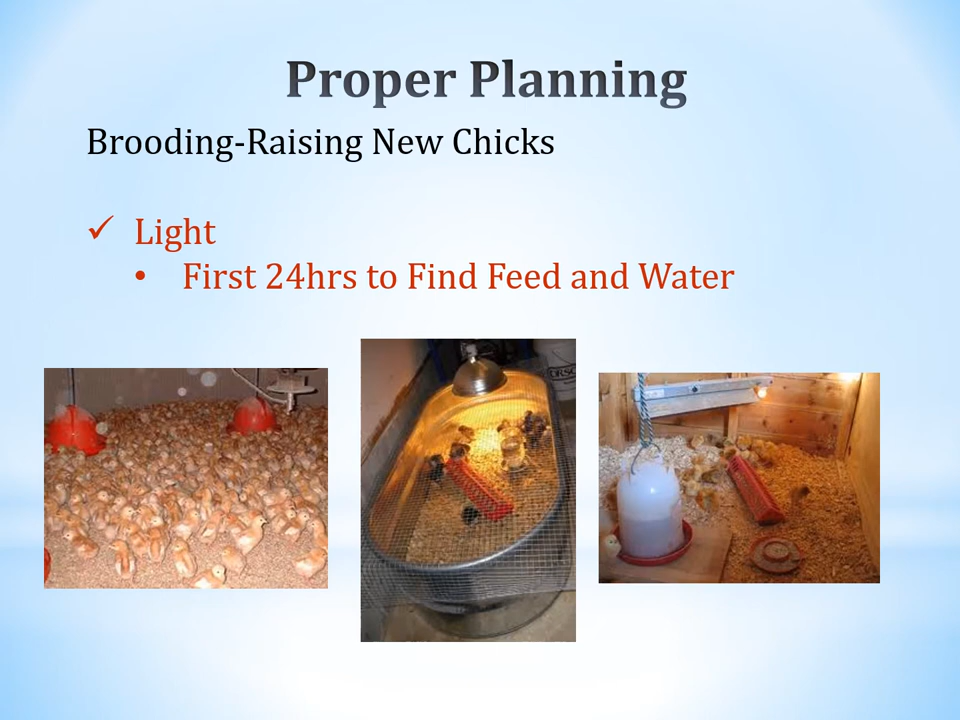 Proper Planning
Brooding-Raising New Chicks
✓ Light
• First 24hrs to Find Feed and Water